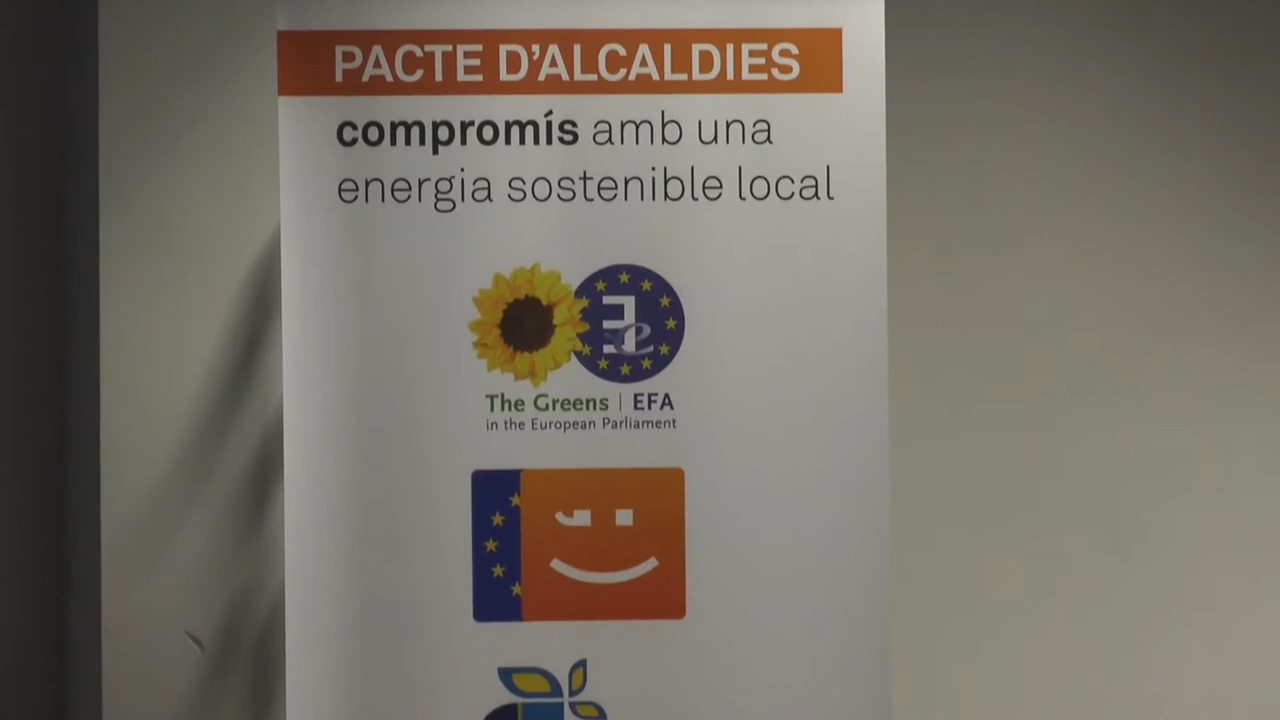 PACTE D'ALCALDIES
compromís amb una
energia sostenible local
The Greens | EFA
in the European Parliament